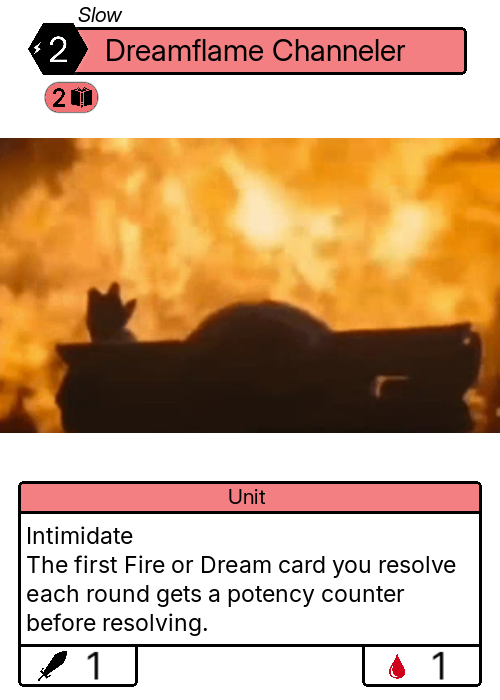 Slow
2 Dreamflame Channeler
2
Unit
Intimidate
The first Fire or Dream card you resolve
each round gets a potency counter
before resolving.
1 1